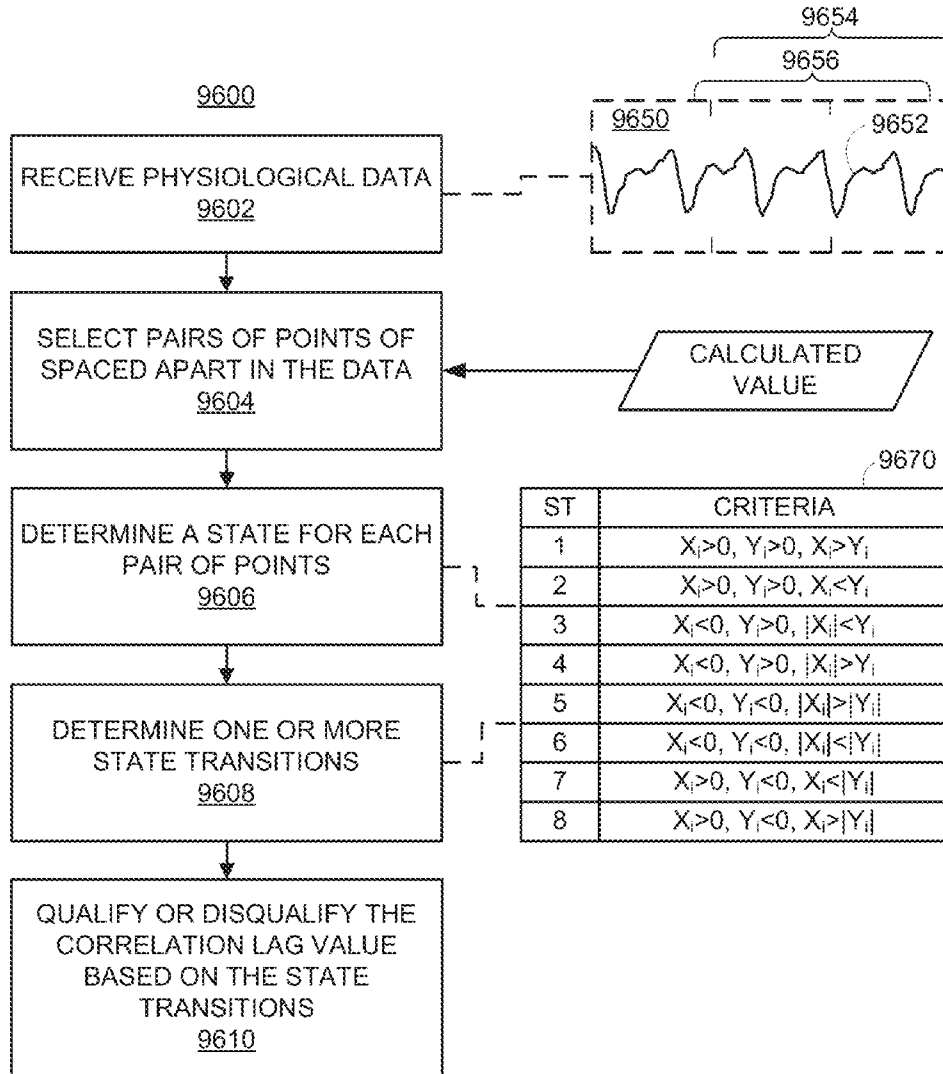 9654
9656
9600
9650
9652
RECEIVE PHYSIOLOGICAL DATA
9602
SELECT PAIRS OF POINTS OF
SPACED APART IN THE DATA
9604
CALCULATED
VALUE
9670
DETERMINE A STATE FOR EACH
PAIR OF POINTS
9606
ST CRITERIA
1 Xᵢ>0, Yᵢ>0, Xᵢ>Yᵢ
2 Xᵢ>0, Yᵢ>0, Xᵢ<Yᵢ
3 Xᵢ<0, Yᵢ>0, |Xᵢ|<Yᵢ
4 Xᵢ<0, Yᵢ>0, |Xᵢ|>Yᵢ
5 Xᵢ<0, Yᵢ<0, |Xᵢ|>|Yᵢ|
6 Xᵢ<0, Yᵢ<0, |Xᵢ|<|Yᵢ|
7 Xᵢ>0, Yᵢ<0, Xᵢ<|Yᵢ|
8 Xᵢ>0, Yᵢ<0, Xᵢ>|Yᵢ|
DETERMINE ONE OR MORE
STATE TRANSITIONS
9608
QUALIFY OR DISQUALIFY THE
CORRELATION LAG VALUE
BASED ON THE STATE
TRANSITIONS
9610